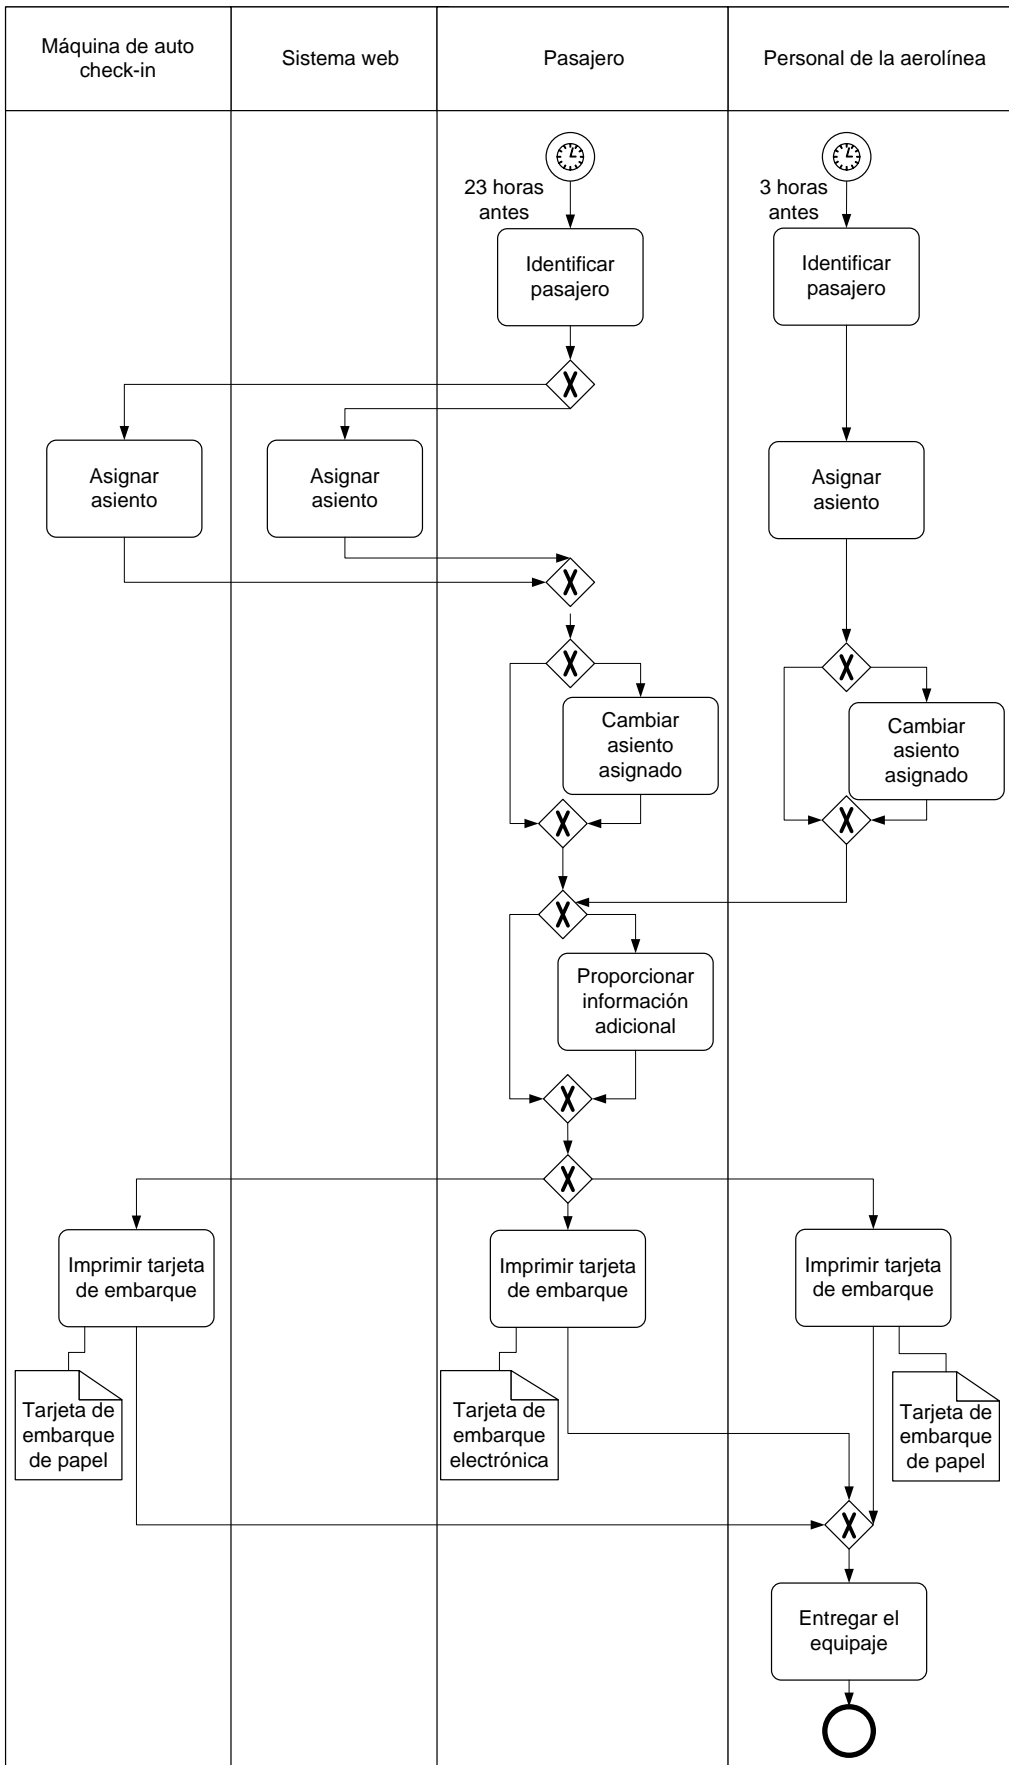 Máquina de auto
check-in
Sistema web
Pasajero
Personal de la aerolínea
23 horas
antes
3 horas
antes
Identificar
pasajero
Identificar
pasajero
X
Asignar
asiento
Asignar
asiento
Asignar
asiento
X
X
X
Cambiar
asiento
asignado
Cambiar
asiento
asignado
X
X
X
Proporcionar
información
adicional
X
X
Imprimir tarjeta
de embarque
Imprimir tarjeta
de embarque
Imprimir tarjeta
de embarque
Tarjeta de
embarque
de papel
Tarjeta de
embarque
electrónica
Tarjeta de
embarque
de papel
X
Entregar el
equipaje